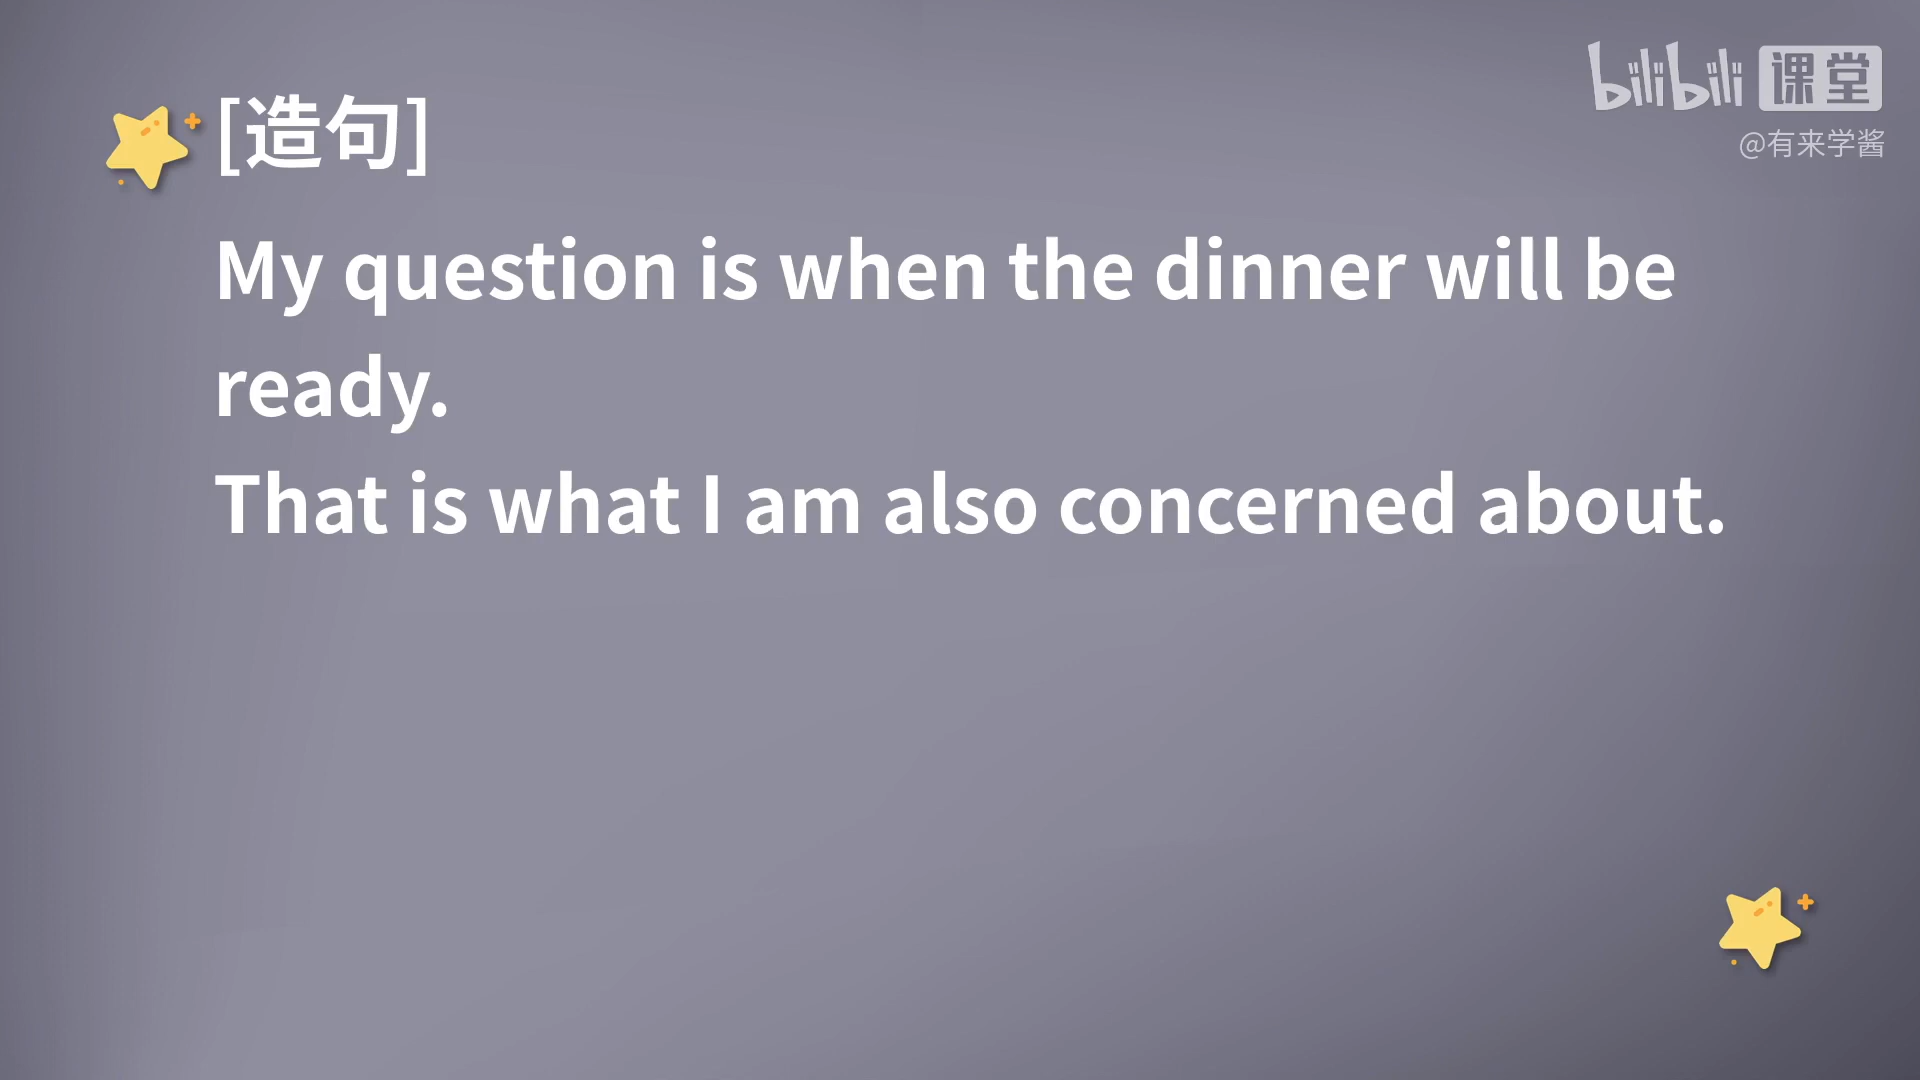 bilibili 课堂
@有来学酱
[造句]
My question is when the dinner will be
ready.
That is what I am also concerned about.